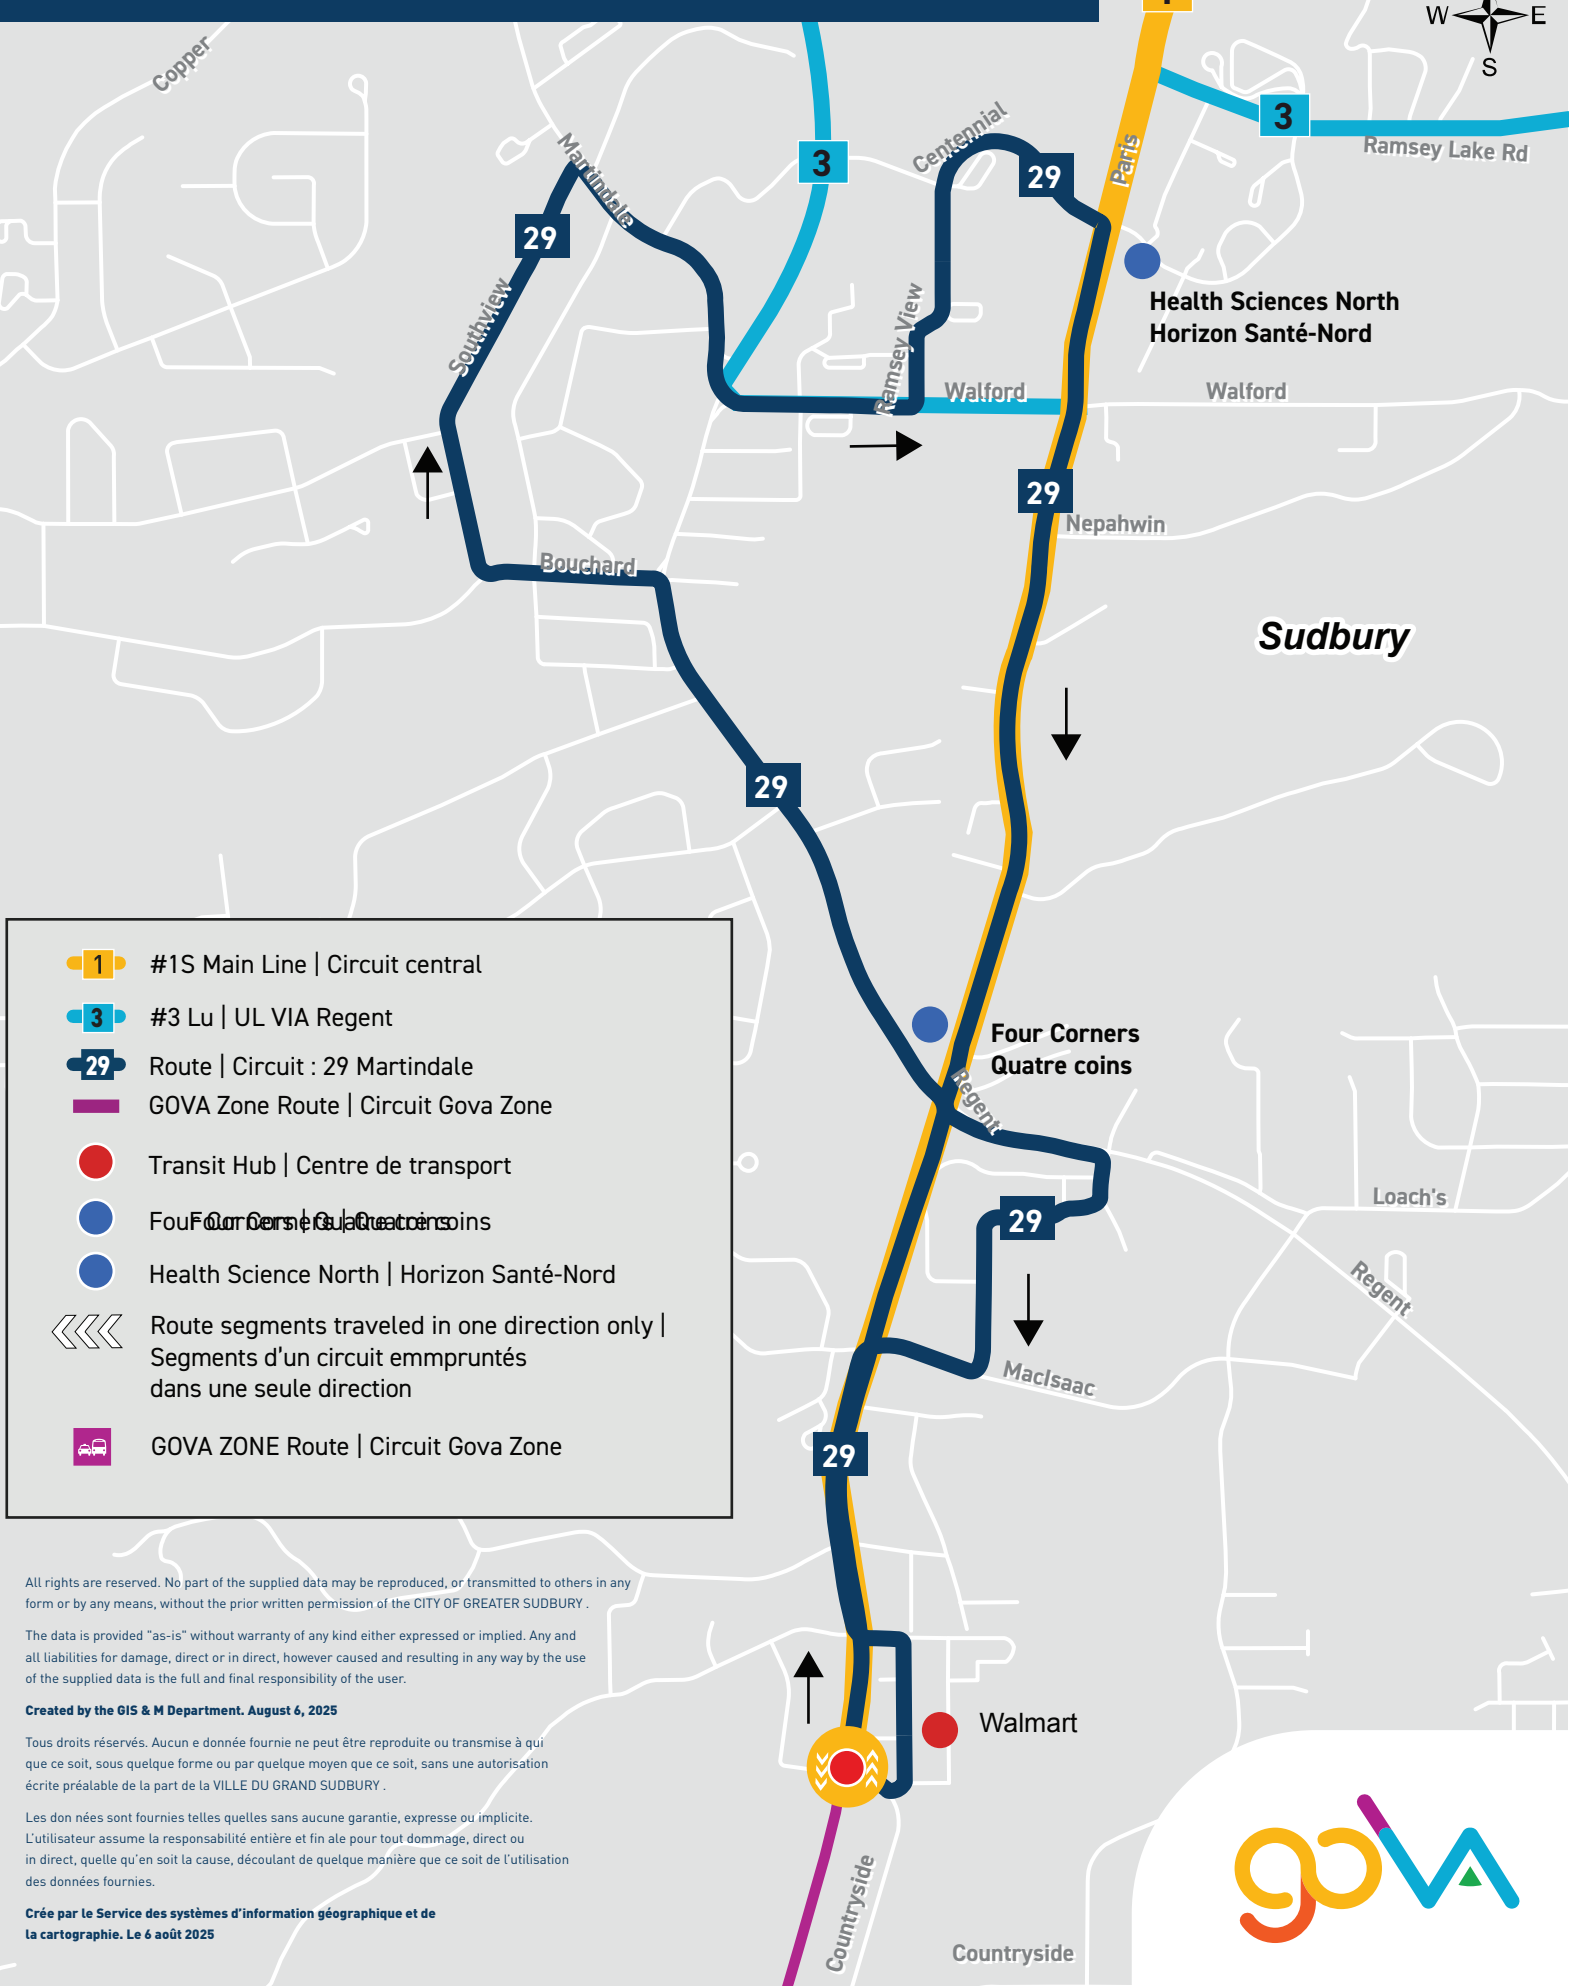 W E
S
Copper
3
Ramsey Lake Rd
Paris
Martindale
3
Centennial
29
29
Southview
Health Sciences North
Horizon Santé-Nord
Ramsey View
Walford
Walford
29
Nepahwin
Bouchard
Sudbury
29
Four Corners
Quatre coins
Regent
29
Loach's
Regent
MacIsaac
29
1 #1S Main Line | Circuit central
3 #3 Lu | UL VIA Regent
29 Route | Circuit : 29 Martindale
GOVA Zone Route | Circuit Gova Zone
Transit Hub | Centre de transport
Four Corners | Quatre coins
Four Corners | Quatre coins
Health Science North | Horizon Santé-Nord
Route segments traveled in one direction only |
Segments d'un circuit emmpruntés
dans une seule direction
GOVA ZONE Route | Circuit Gova Zone
All rights are reserved. No part of the supplied data may be reproduced, or transmitted to others in any
form or by any means, without the prior written permission of the CITY OF GREATER SUDBURY .
The data is provided "as-is" without warranty of any kind either expressed or implied. Any and
all liabilities for damage, direct or in direct, however caused and resulting in any way by the use
of the supplied data is the full and final responsibility of the user.
Created by the GIS & M Department. August 6, 2025
Tous droits réservés. Aucun e donnée fournie ne peut être reproduite ou transmise à qui
que ce soit, sous quelque forme ou par quelque moyen que ce soit, sans une autorisation
écrite préalable de la part de la VILLE DU GRAND SUDBURY .
Les don nées sont fournies telles quelles sans aucune garantie, expresse ou implicite.
L'utilisateur assume la responsabilité entière et fin ale pour tout dommage, direct ou
in direct, quelle qu'en soit la cause, découlant de quelque manière que ce soit de l'utilisation
des données fournies.
Crée par le Service des systèmes d'information géographique et de
la cartographie. Le 6 août 2025
Walmart
Countryside
Countryside
gova